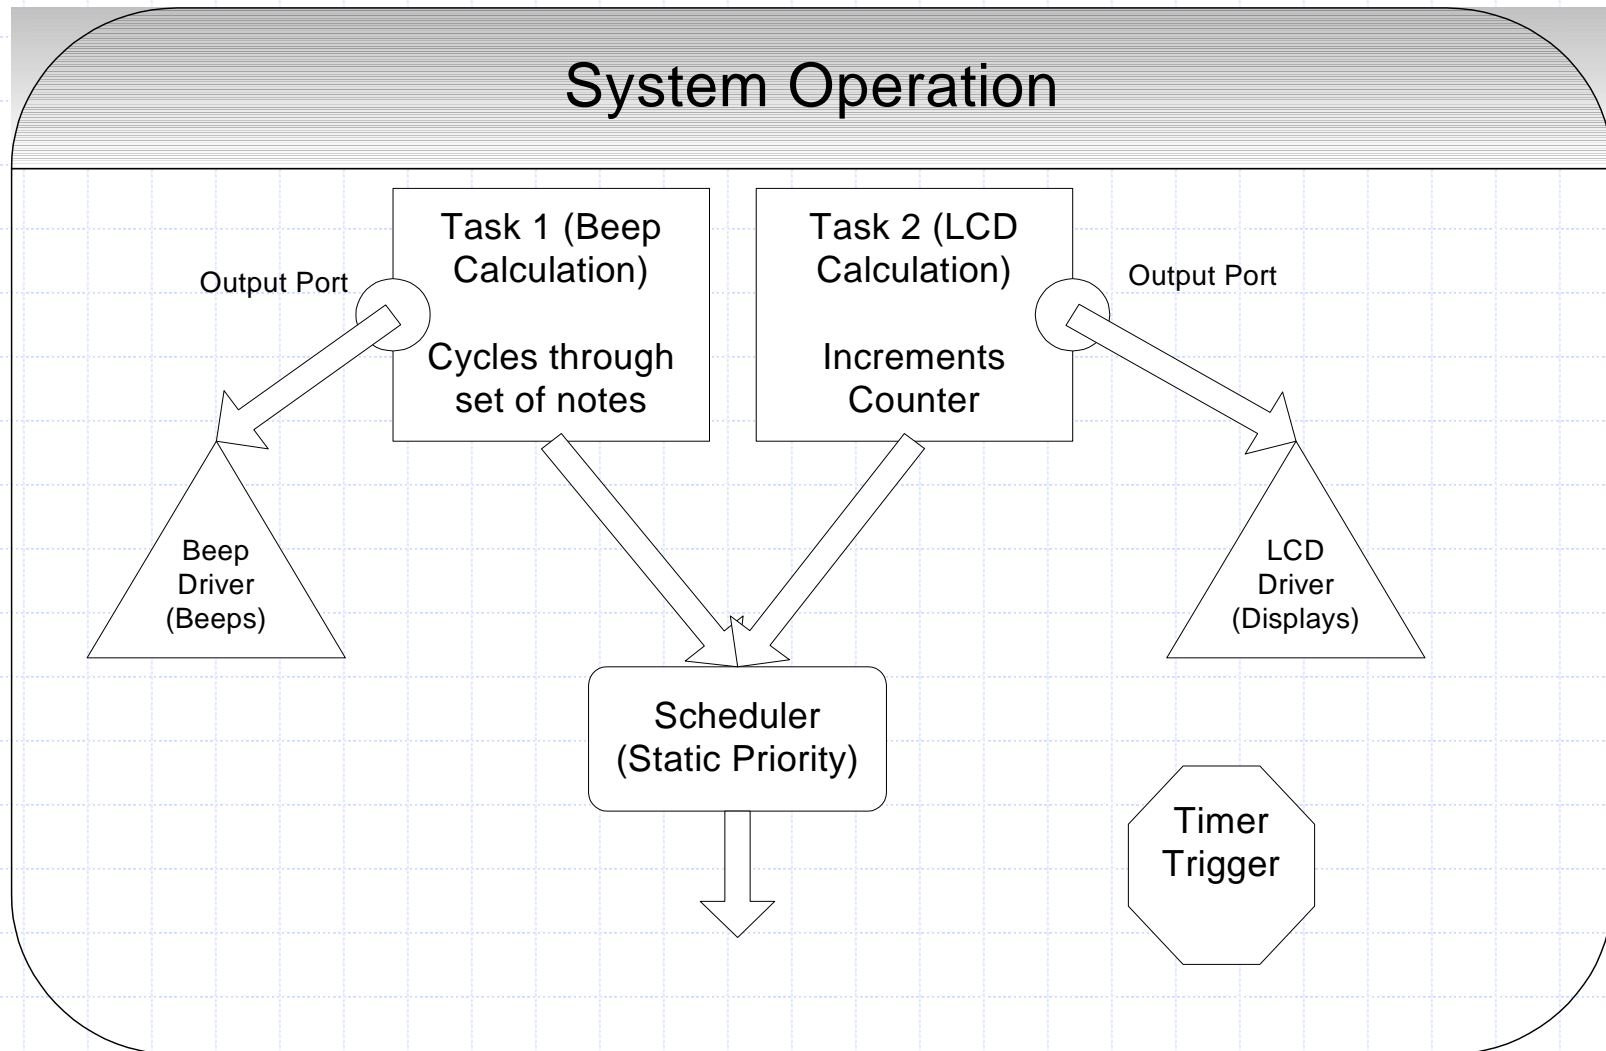 System Operation
Task 1 (Beep
Calculation)
Cycles through
set of notes
Task 2 (LCD
Calculation)
Increments
Counter
Output Port
Output Port
Beep
Driver
(Beeps)
LCD
Driver
(Displays)
Scheduler
(Static Priority)
Timer
Trigger